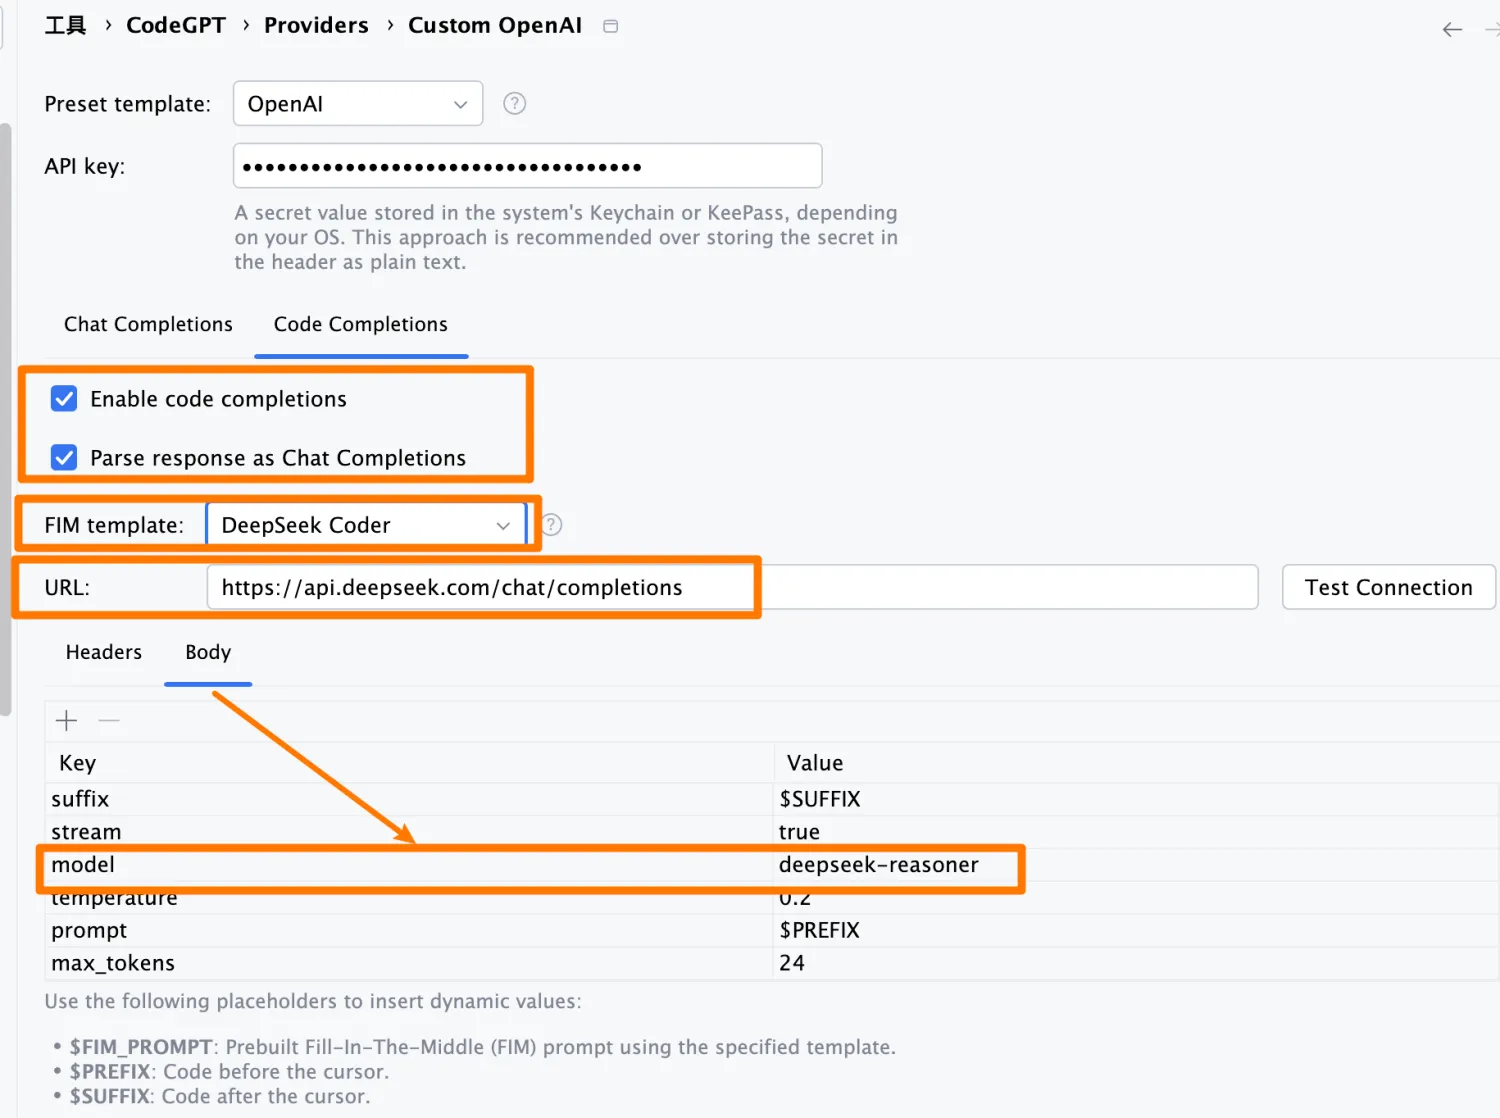 工具 › CodeGPT › Providers › Custom OpenAI
Preset template: OpenAI
API key: •••••••••••••••••••••••••••••••••••
A secret value stored in the system's Keychain or KeePass, depending
on your OS. This approach is recommended over storing the secret in
the header as plain text.
Chat Completions Code Completions
Enable code completions
Parse response as Chat Completions
FIM template: DeepSeek Coder
URL: https://api.deepseek.com/chat/completions Test Connection
Headers Body
Key Value
suffix $SUFFIX
stream true
model deepseek-reasoner
temperature 0.2
prompt $PREFIX
max_tokens 24
Use the following placeholders to insert dynamic values:
• $FIM_PROMPT: Prebuilt Fill-In-The-Middle (FIM) prompt using the specified template.
• $PREFIX: Code before the cursor.
• $SUFFIX: Code after the cursor.